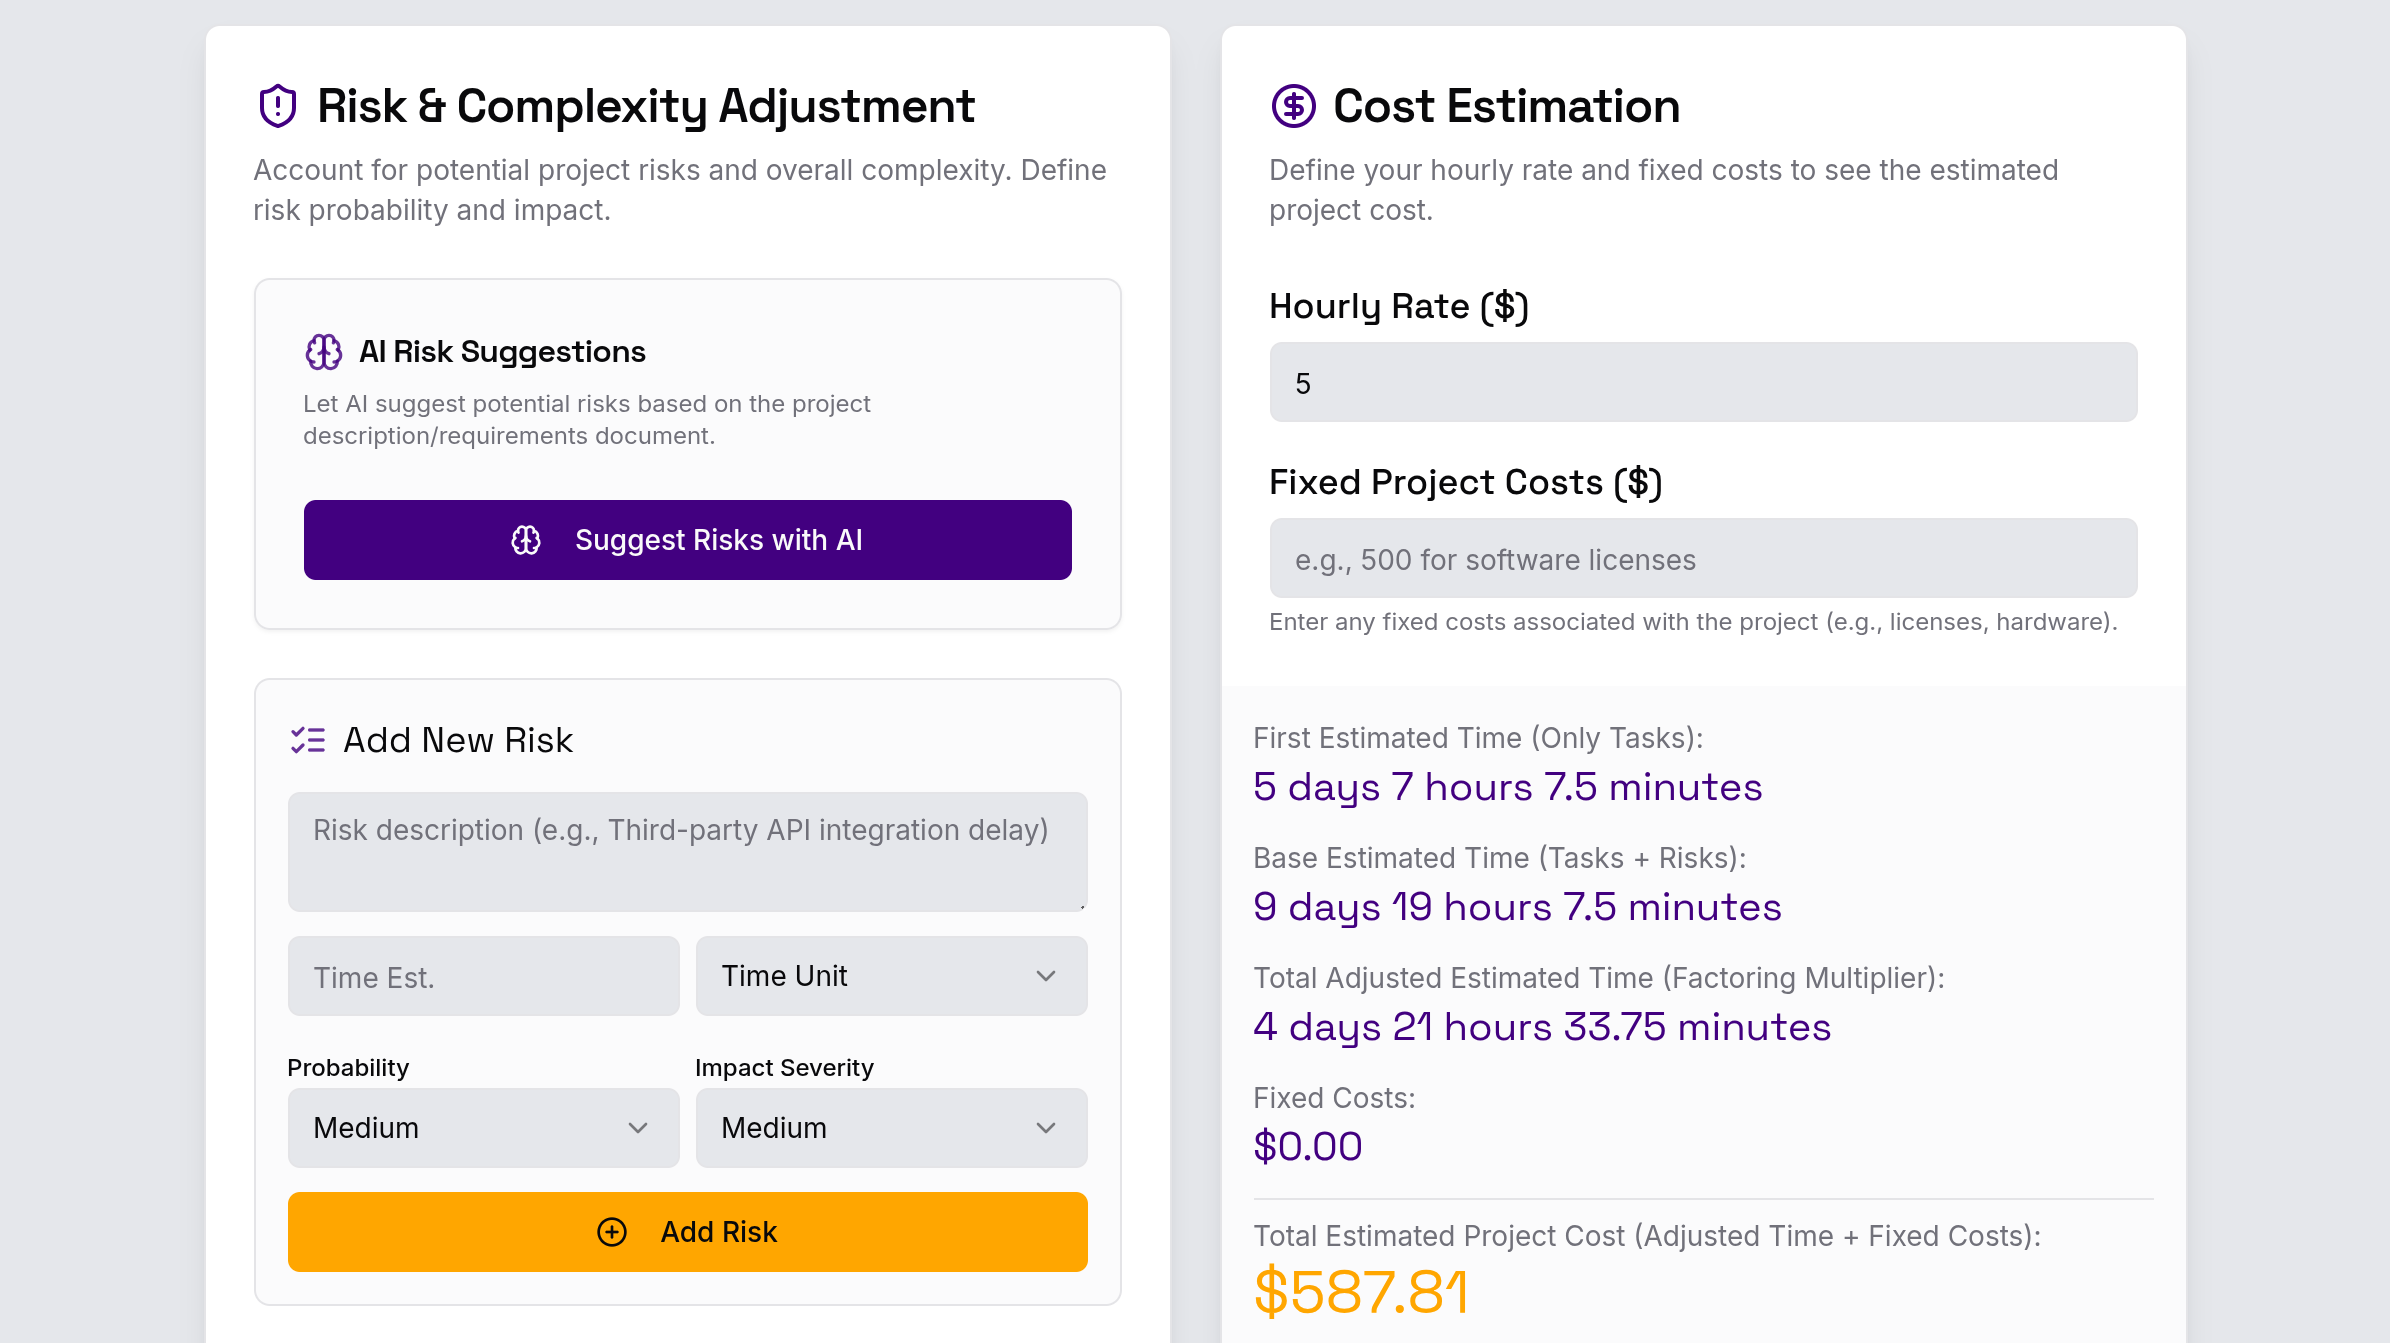 Risk & Complexity Adjustment
Account for potential project risks and overall complexity. Define
risk probability and impact.
AI Risk Suggestions
Let AI suggest potential risks based on the project
description/requirements document.
Suggest Risks with AI
Add New Risk
Risk description (e.g., Third-party API integration delay)
Time Est.
Time Unit
Probability
Impact Severity
Medium
Medium
Add Risk
Cost Estimation
Define your hourly rate and fixed costs to see the estimated
project cost.
Hourly Rate ($)
5
Fixed Project Costs ($)
e.g., 500 for software licenses
Enter any fixed costs associated with the project (e.g., licenses, hardware).
First Estimated Time (Only Tasks):
5 days 7 hours 7.5 minutes
Base Estimated Time (Tasks + Risks):
9 days 19 hours 7.5 minutes
Total Adjusted Estimated Time (Factoring Multiplier):
4 days 21 hours 33.75 minutes
Fixed Costs:
$0.00
Total Estimated Project Cost (Adjusted Time + Fixed Costs):
$587.81